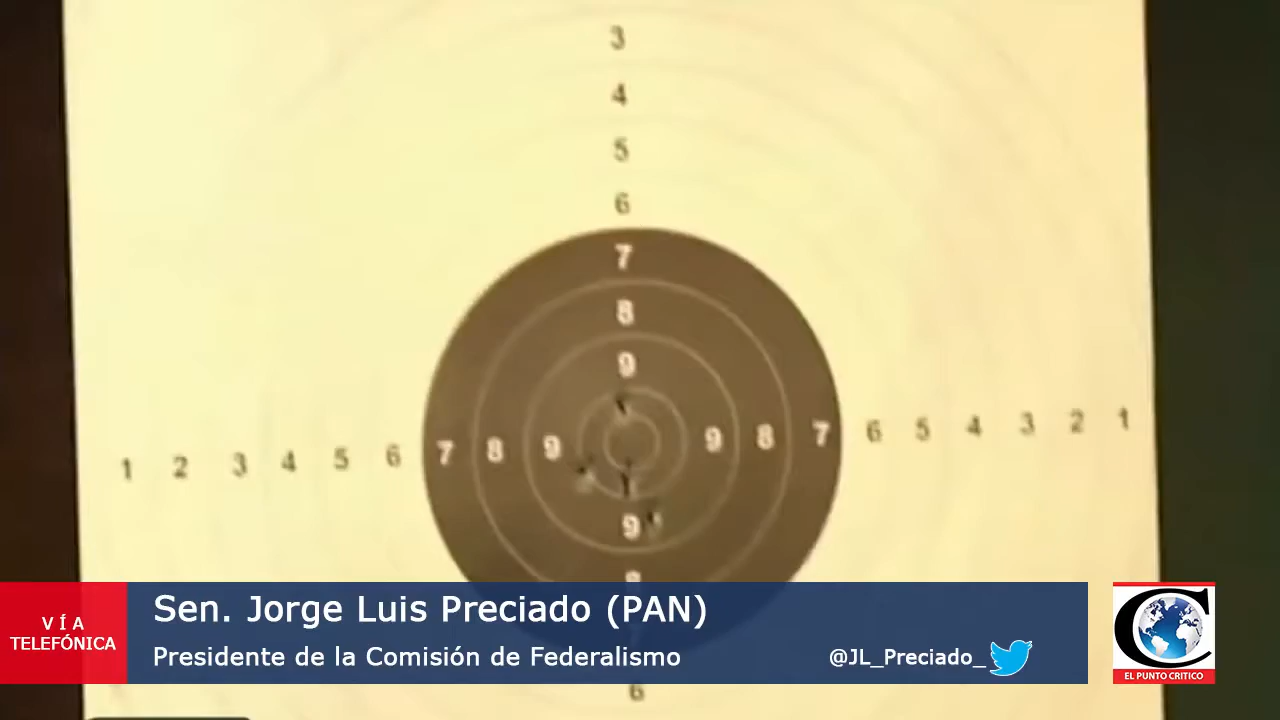 3
4
5
6
7
8
9
1 2 3 4 5 6 7 8 9 9 8 7 6 5 4 3 2 1
9
8
VÍA
TELEFÓNICA
Sen. Jorge Luis Preciado (PAN)
Presidente de la Comisión de Federalismo
@JL_Preciado_
C
EL PUNTO CRITICO
6